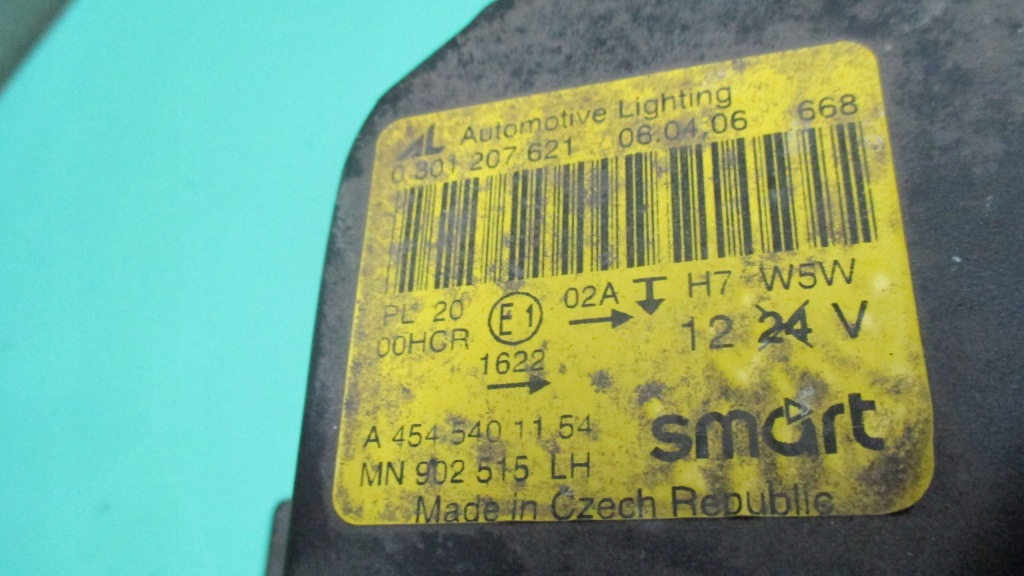 AL Automotive Lighting
0 301 207 621 06.04.06 668
PL 20 E1 02A H7 W5W
00HCR 12 24 V
1622
A 454 540 11 54
smart
MN 902 515 LH
Made in Czech Republic